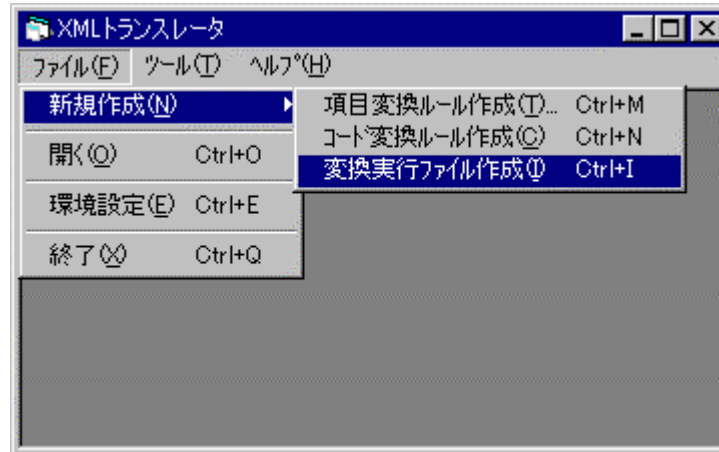 XMLトランスレータ
ファイル(F) ツール(T) ヘルプ(H)
新規作成(N)
開く(O) Ctrl+O
環境設定(E) Ctrl+E
終了(X) Ctrl+Q
項目変換ルール作成(T)... Ctrl+M
コード変換ルール作成(C) Ctrl+N
変換実行ファイル作成(I) Ctrl+I